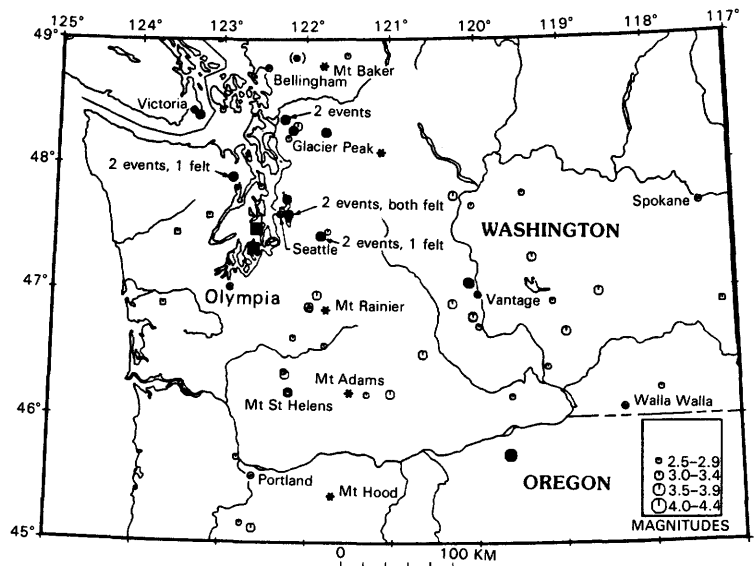 125° 124° 123° 122° 121° 120° 119° 118° 117°
49°
(●) Mt Baker
Bellingham
Victoria
2 events
48°
Glacier Peak
2 events, 1 felt
2 events, both felt
Spokane
WASHINGTON
2 events, 1 felt
Seattle
47°
Olympia
Vantage
Mt Rainier
Mt Adams
Mt St Helens
Walla Walla
46°
2.5-2.9
3.0-3.4
3.5-3.9
4.0-4.4
MAGNITUDES
Portland
OREGON
Mt Hood
45°
0 100 KM